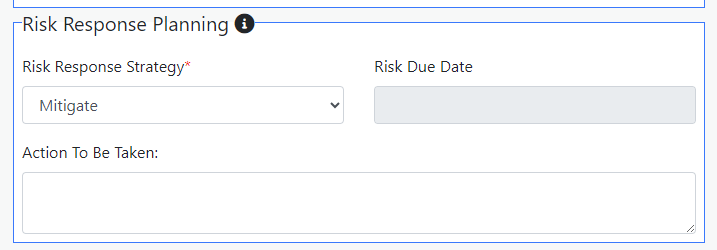 Risk Response Planning
Risk Response Strategy* Risk Due Date
Mitigate
Action To Be Taken: